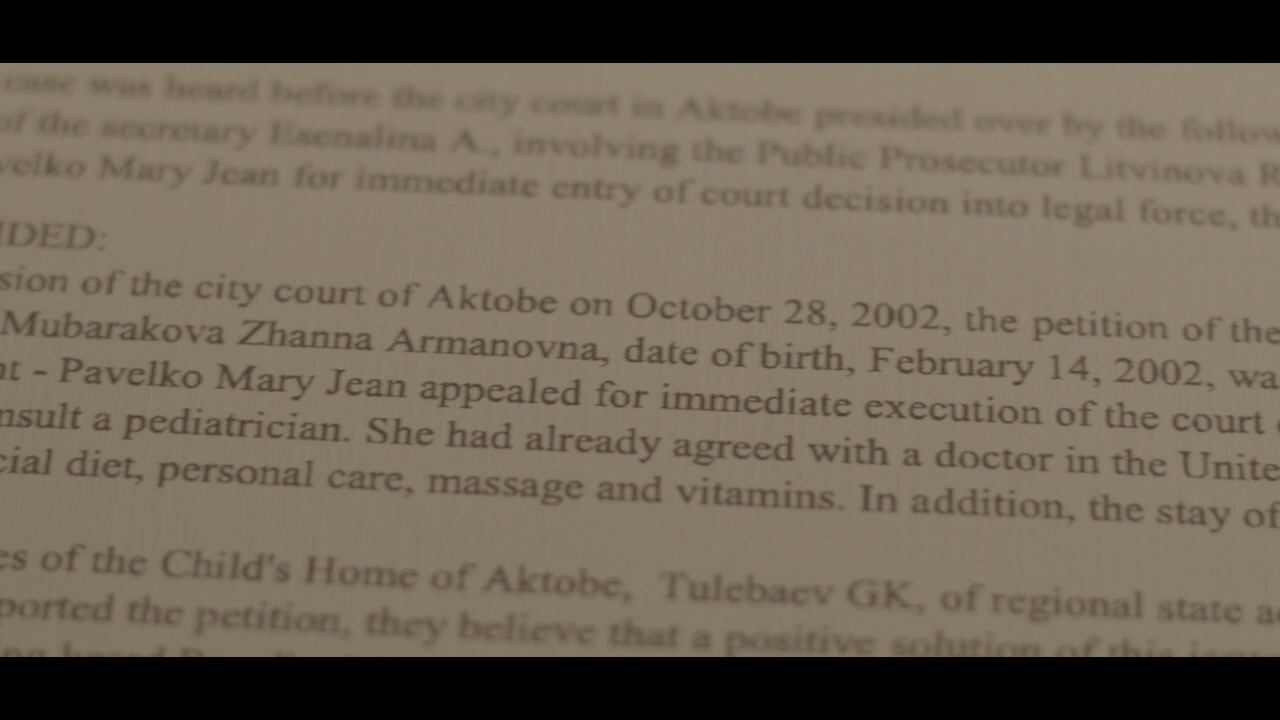 case was heard before the city court in Aktobe presided over by the follow
of the secretary Esenalina A., involving the Public Prosecutor Litvinova R
velko Mary Jean for immediate entry of court decision into legal force, th
IDED:
sion of the city court of Aktobe on October 28, 2002, the petition of the
Mubarakova Zhanna Armanovna, date of birth, February 14, 2002, wa
nt - Pavelko Mary Jean appealed for immediate execution of the court
nsult a pediatrician. She had already agreed with a doctor in the Unite
cial diet, personal care, massage and vitamins. In addition, the stay of
es of the Child's Home of Aktobe, Tulebaev GK, of regional state a
ported the petition, they believe that a positive solution of this issu
heard